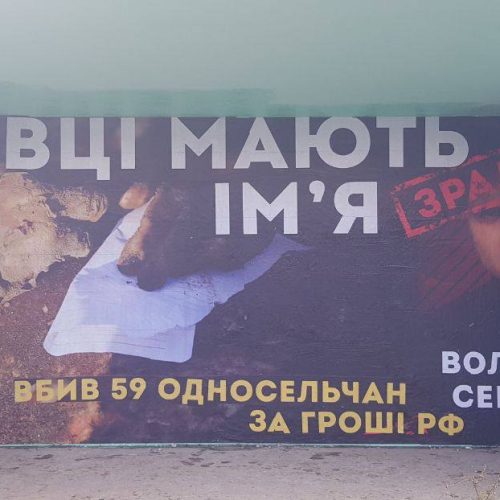 ВЦІ МАЮТЬ
ІМ’Я
ЗРА
ВБИВ 59 ОДНОСЕЛЬЧАН
ЗА ГРОШІ РФ
ВОЛ
СЕ